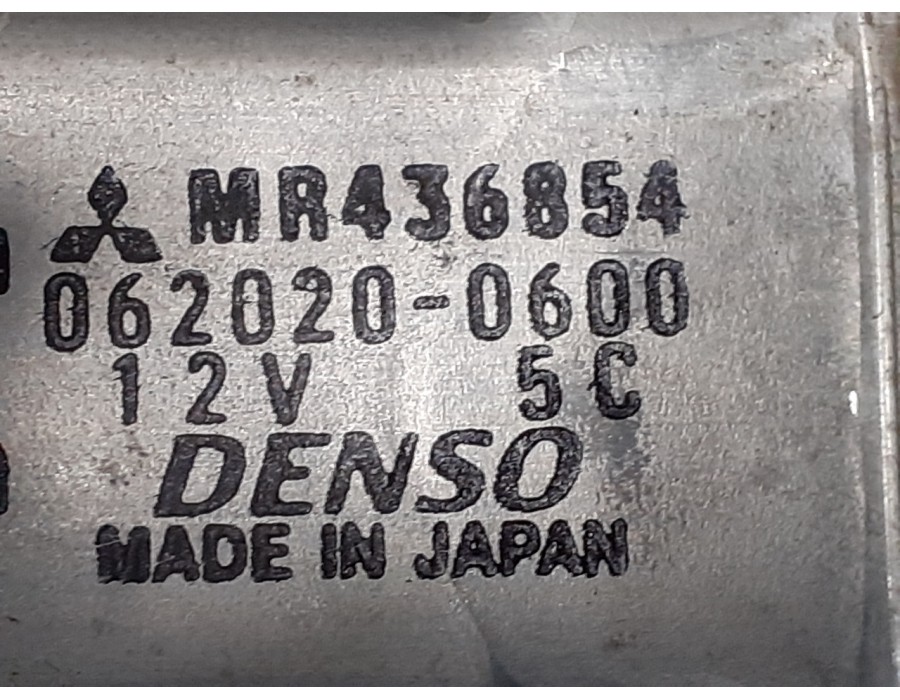 MR436854
062020-0600
12V 5C
DENSO
MADE IN JAPAN